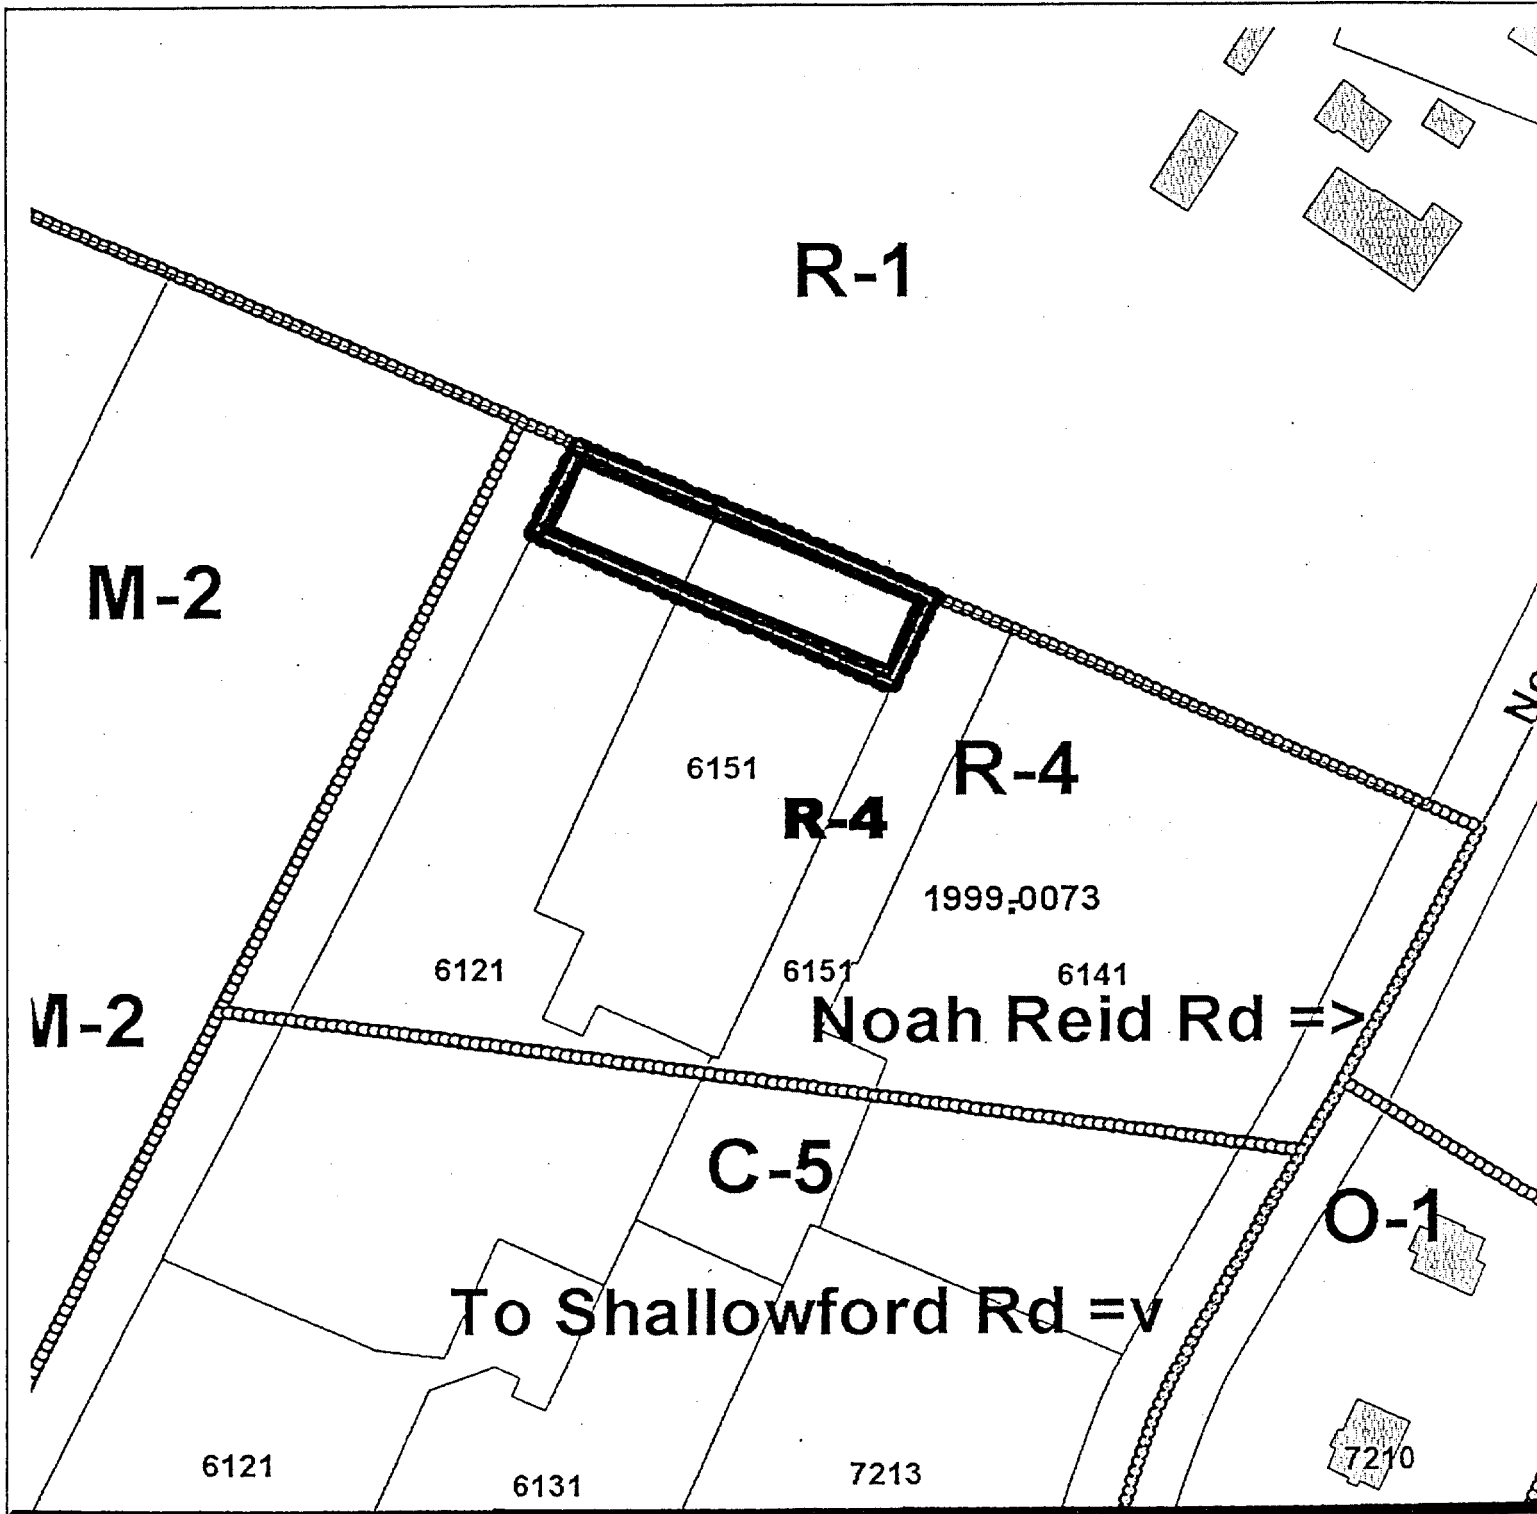 R-1
M-2
No
6151
R-4
R-4
1999-0073
6121
6151
6141
M-2
Noah Reid Rd =>
C-5
O-1
To Shallowford Rd =v
6121
6131
7213
7210